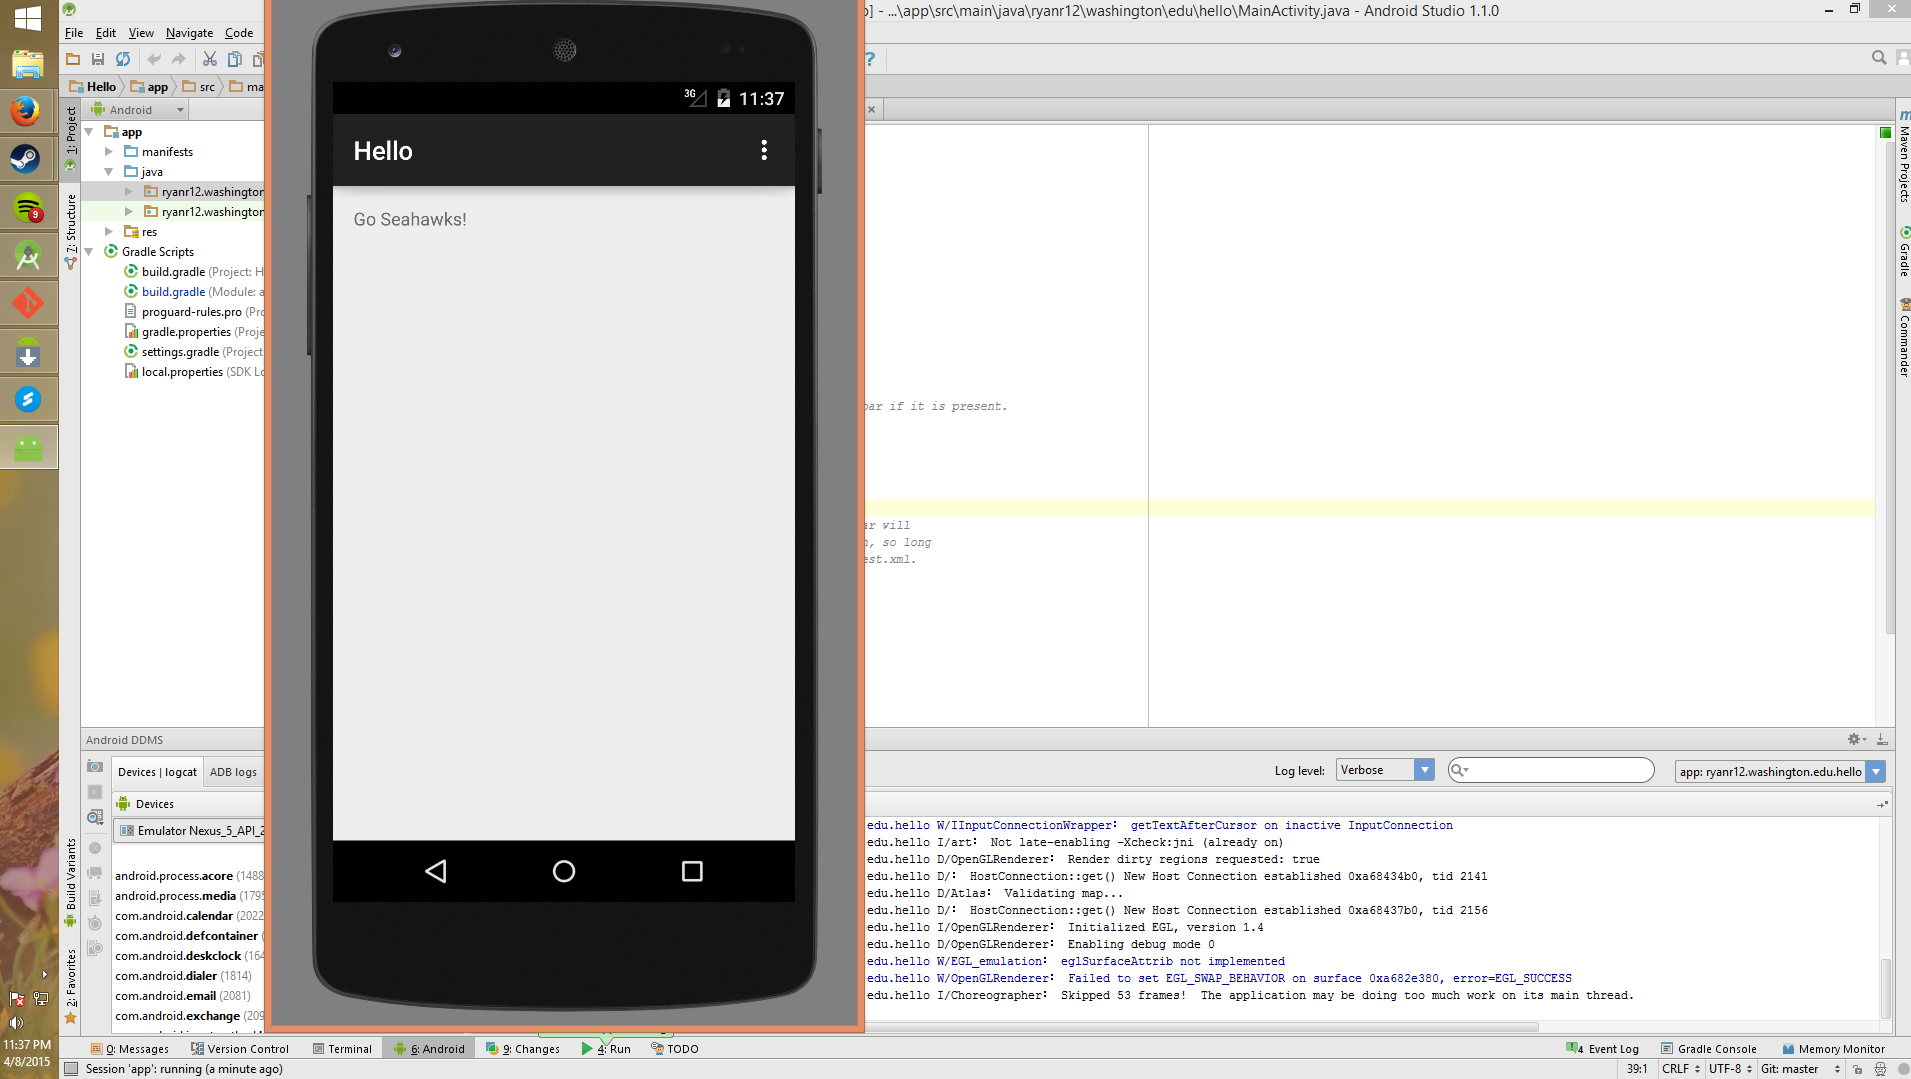 ] - ...\app\src\main\java\ryanr12\washington\edu\hello\MainActivity.java - Android Studio 1.1.0
File Edit View Navigate Code
?
Hello app src ma
1: Project
Android
app
manifests
java
ryanr12.washington
ryanr12.washington
res
Gradle Scripts
build.gradle (Project: H
build.gradle (Module: a
proguard-rules.pro (Pro
gradle.properties (Proje
settings.gradle (Project
local.properties (SDK Lo
7: Structure
Build Variants
2: Favorites
9
3G 11:37
Hello
Go Seahawks!
bar if it is present.
ar will
n, so long
est.xml.
Maven Projects
Gradle
Commander
Android DDMS
Devices | logcat ADB logs
Log level: Verbose
app: ryanr12.washington.edu.hello
Devices
Emulator Nexus_5_API_2
android.process.acore (1488
android.process.media (1795
com.android.calendar (2022
com.android.defcontainer (
com.android.deskclock (164
com.android.dialer (1814)
com.android.email (2081)
com.android.exchange (209
edu.hello W/IInputConnectionWrapper: getTextAfterCursor on inactive InputConnection
edu.hello I/art: Not late-enabling -Xcheck:jni (already on)
edu.hello D/OpenGLRenderer: Render dirty regions requested: true
edu.hello D/: HostConnection::get() New Host Connection established 0xa68434b0, tid 2141
edu.hello D/Atlas: Validating map...
edu.hello D/: HostConnection::get() New Host Connection established 0xa68437b0, tid 2156
edu.hello I/OpenGLRenderer: Initialized EGL, version 1.4
edu.hello D/OpenGLRenderer: Enabling debug mode 0
edu.hello W/EGL_emulation: eglSurfaceAttrib not implemented
edu.hello W/OpenGLRenderer: Failed to set EGL_SWAP_BEHAVIOR on surface 0xa682e380, error=EGL_SUCCESS
edu.hello I/Choreographer: Skipped 53 frames! The application may be doing too much work on its main thread.
0: Messages Version Control Terminal 6: Android 9: Changes 4: Run TODO
4 Event Log Gradle Console Memory Monitor
Session 'app': running (a minute ago)
39:1 CRLF UTF-8 Git: master
11:37 PM
4/8/2015